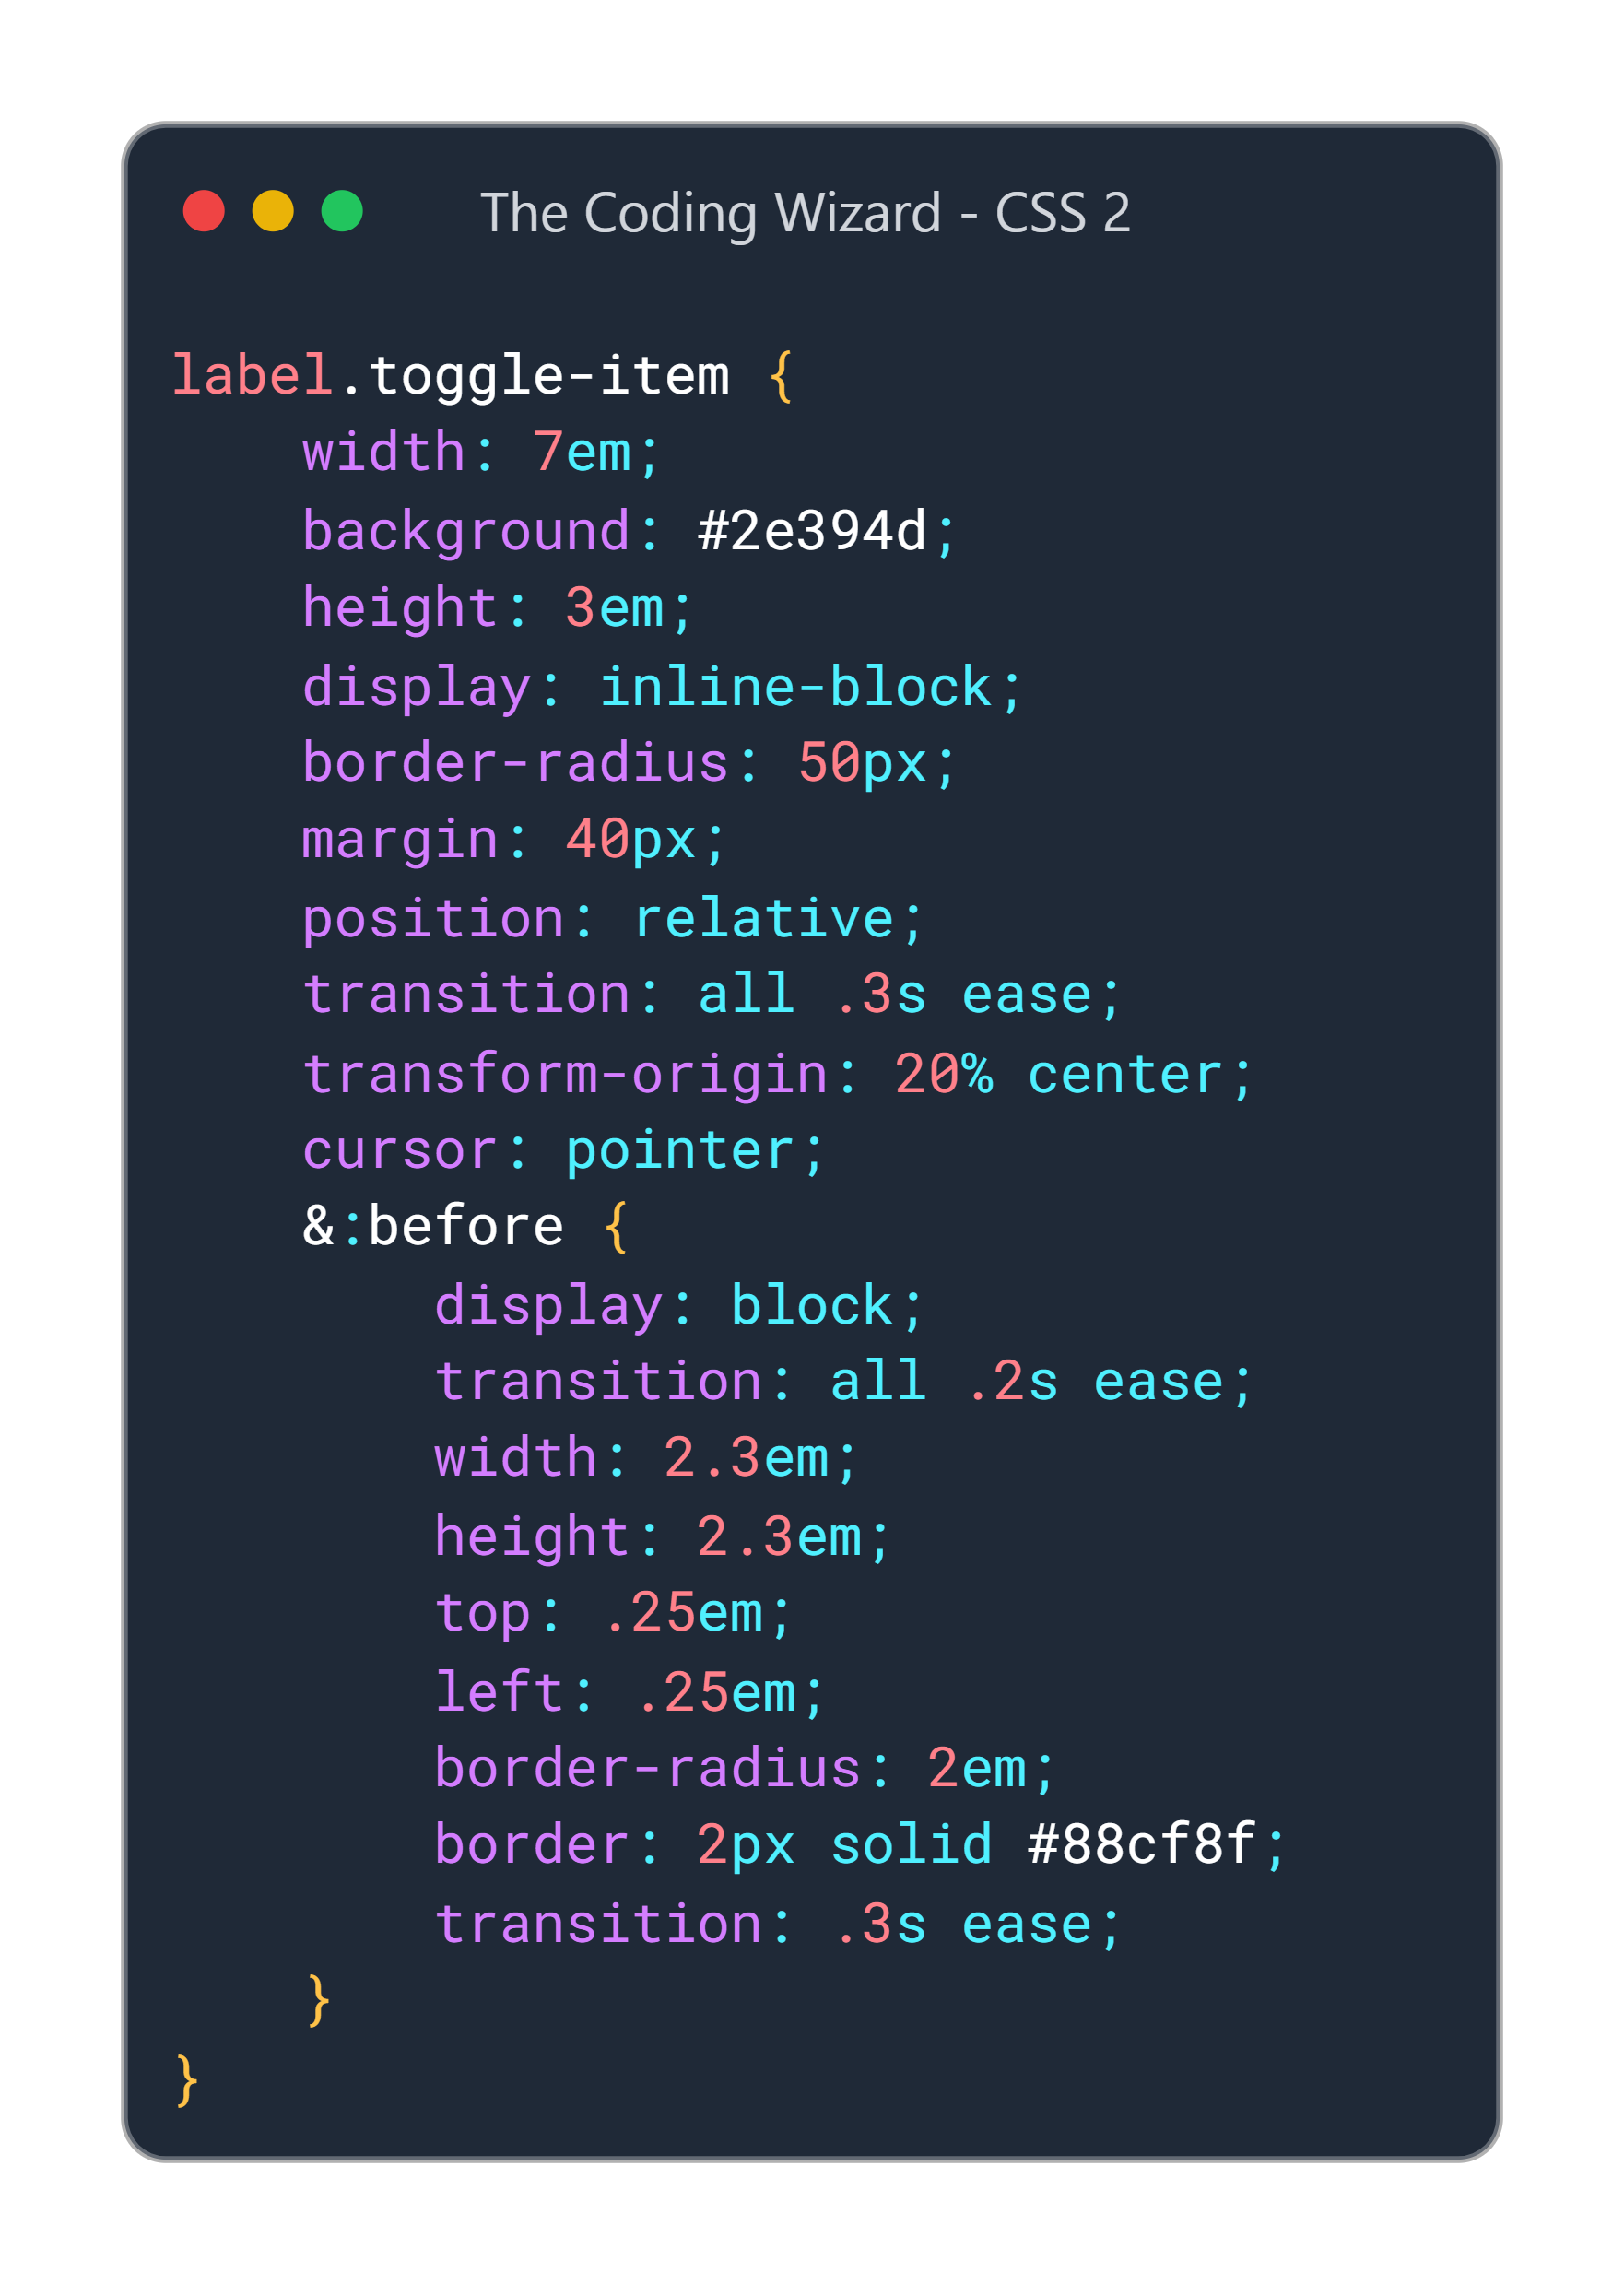 The Coding Wizard - CSS 2
label.toggle-item {
    width: 7em;
    background: #2e394d;
    height: 3em;
    display: inline-block;
    border-radius: 50px;
    margin: 40px;
    position: relative;
    transition: all .3s ease;
    transform-origin: 20% center;
    cursor: pointer;
    &:before {
        display: block;
        transition: all .2s ease;
        width: 2.3em;
        height: 2.3em;
        top: .25em;
        left: .25em;
        border-radius: 2em;
        border: 2px solid #88cf8f;
        transition: .3s ease;
    }
}